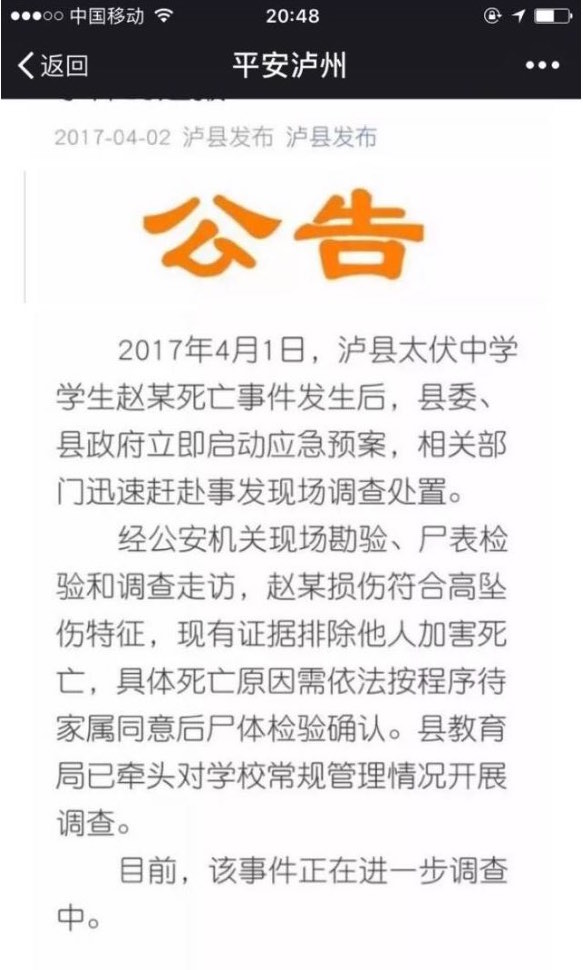 中国移动 20:48
返回 平安泸州
2017-04-02 泸县发布 泸县发布
公告
2017年4月1日，泸县太伏中学
学生赵某死亡事件发生后，县委、
县政府立即启动应急预案，相关部
门迅速赶赴事发现场调查处置。
经公安机关现场勘验、尸表检
验和调查走访，赵某损伤符合高坠
伤特征，现有证据排除他人加害死
亡，具体死亡原因需依法按程序待
家属同意后尸体检验确认。县教育
局已牵头对学校常规管理情况开展
调查。
目前，该事件正在进一步调查
中。